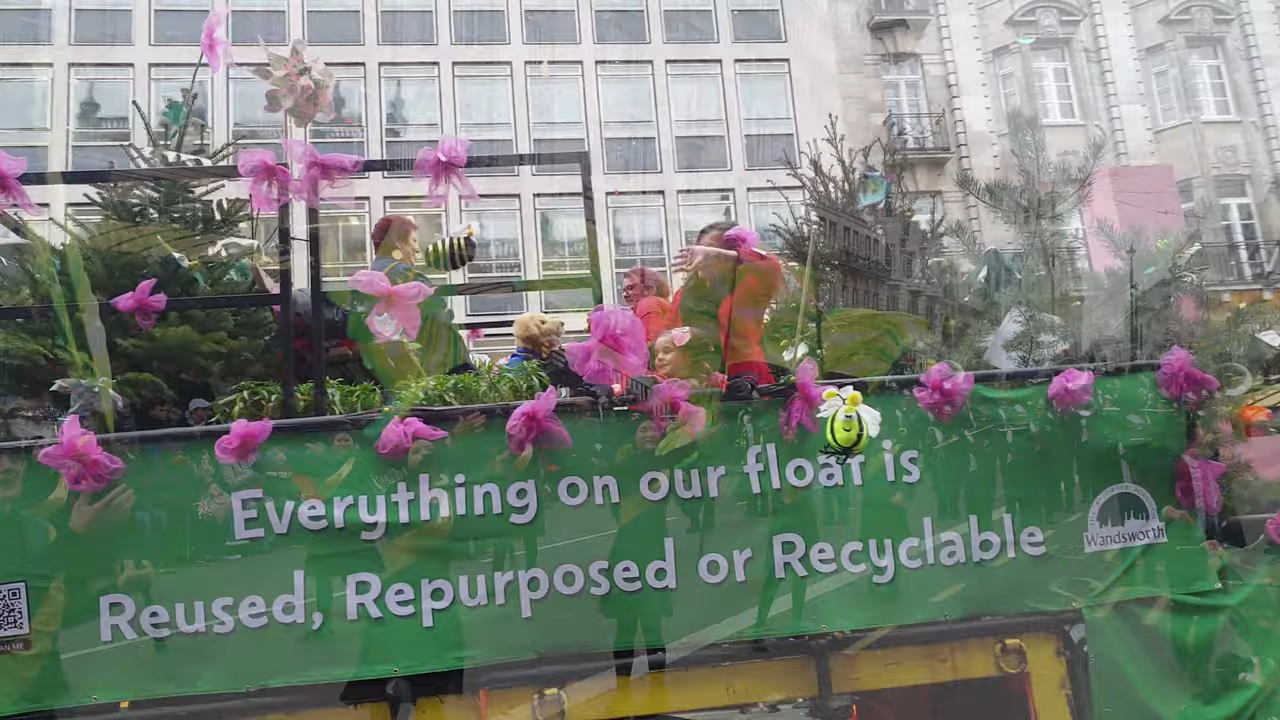 Everything on our float is
Reused, Repurposed or Recyclable
Wandsworth